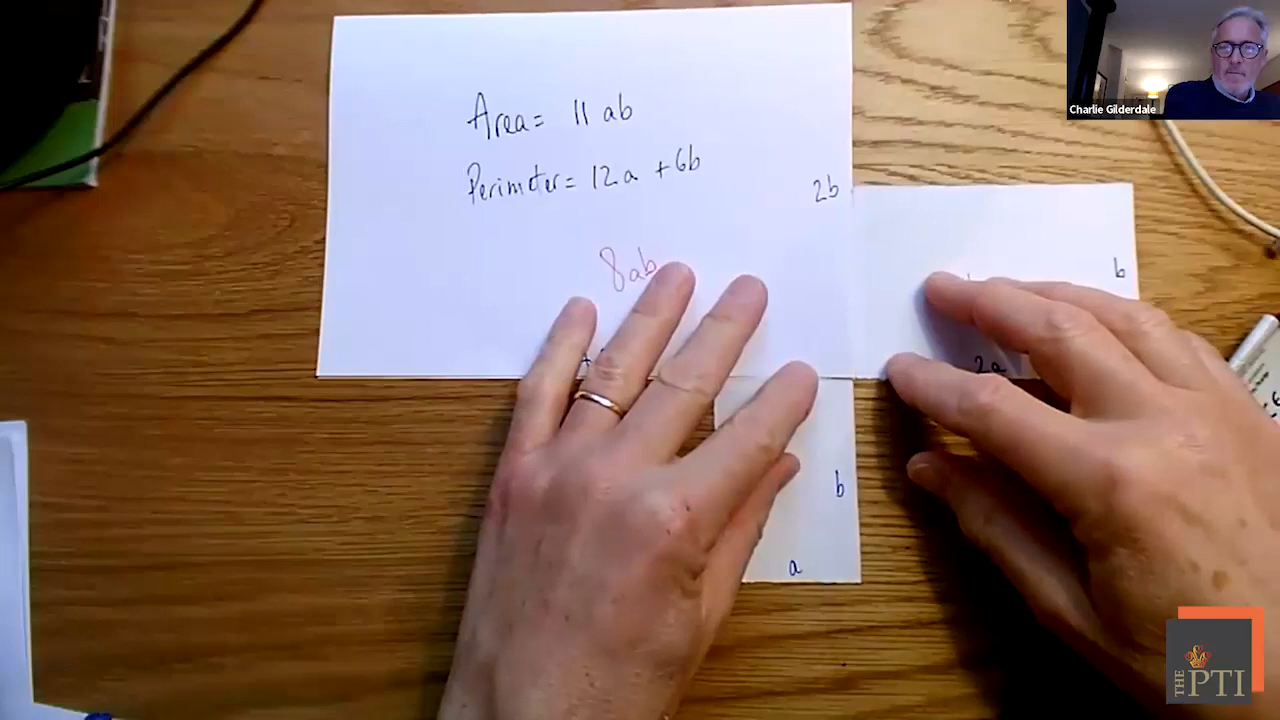 Area = 11 ab
Perimeter = 12a + 6b
2b
8ab
b
2a
b
a
Charlie Gilderdale
THE PTI